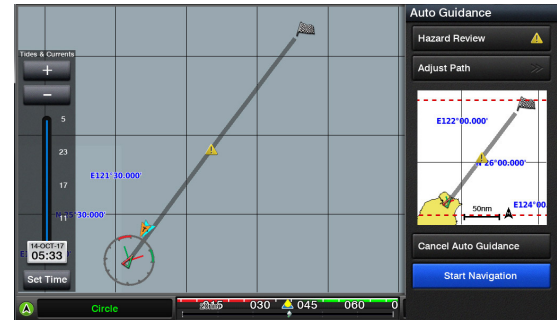 Auto Guidance
Hazard Review
Adjust Path
Tides & Currents
+
−
5
23
17
11
E121°30.000'
14-OCT-17
05:33
Set Time
E122°00.000'
N 26°00.000'
E124°00.
50nm
Cancel Auto Guidance
Start Navigation
A
Circle
030
045
060
0